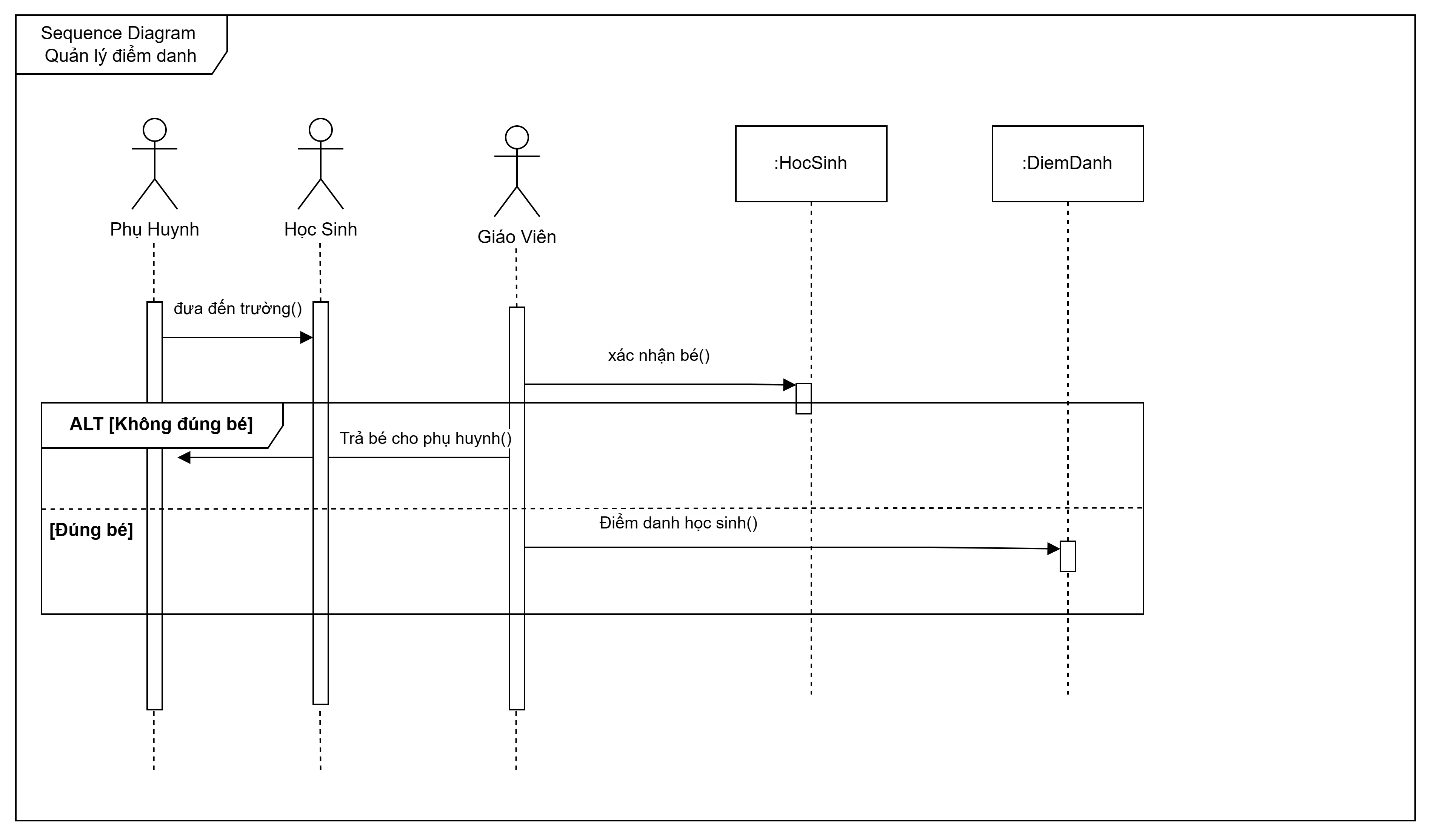 Sequence Diagram
Quản lý điểm danh
:HocSinh
:DiemDanh
Phụ Huynh
Học Sinh
Giáo Viên
đưa đến trường()
xác nhận bé()
ALT [Không đúng bé]
Trả bé cho phụ huynh()
[Đúng bé]
Điểm danh học sinh()